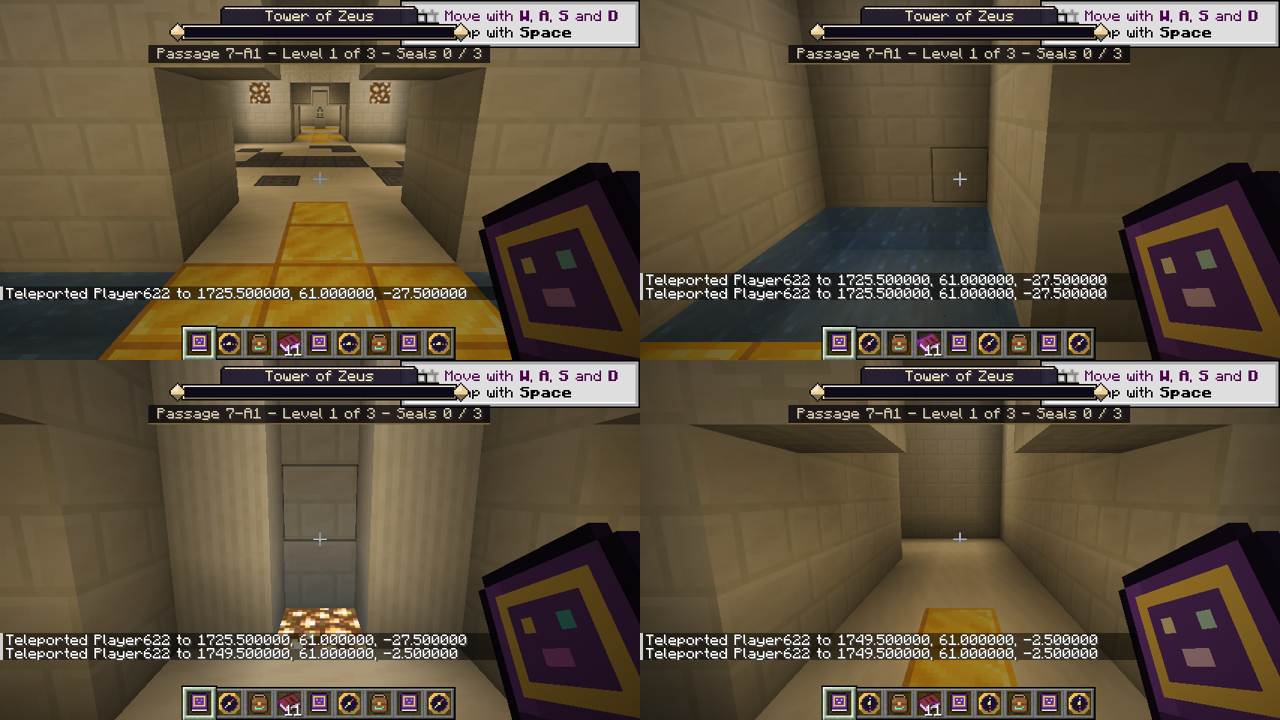 Tower of Zeus
Move with W, A, S and D
p with Space
Passage 7-A1 - Level 1 of 3 - Seals 0 / 3
Teleported Player622 to 1725.500000, 61.000000, -27.500000
11
Tower of Zeus
Move with W, A, S and D
p with Space
Passage 7-A1 - Level 1 of 3 - Seals 0 / 3
Teleported Player622 to 1725.500000, 61.000000, -27.500000
Teleported Player622 to 1725.500000, 61.000000, -27.500000
11
Tower of Zeus
Move with W, A, S and D
p with Space
Passage 7-A1 - Level 1 of 3 - Seals 0 / 3
Teleported Player622 to 1725.500000, 61.000000, -27.500000
Teleported Player622 to 1749.500000, 61.000000, -2.500000
11
Tower of Zeus
Move with W, A, S and D
p with Space
Passage 7-A1 - Level 1 of 3 - Seals 0 / 3
Teleported Player622 to 1749.500000, 61.000000, -2.500000
Teleported Player622 to 1749.500000, 61.000000, -2.500000
11